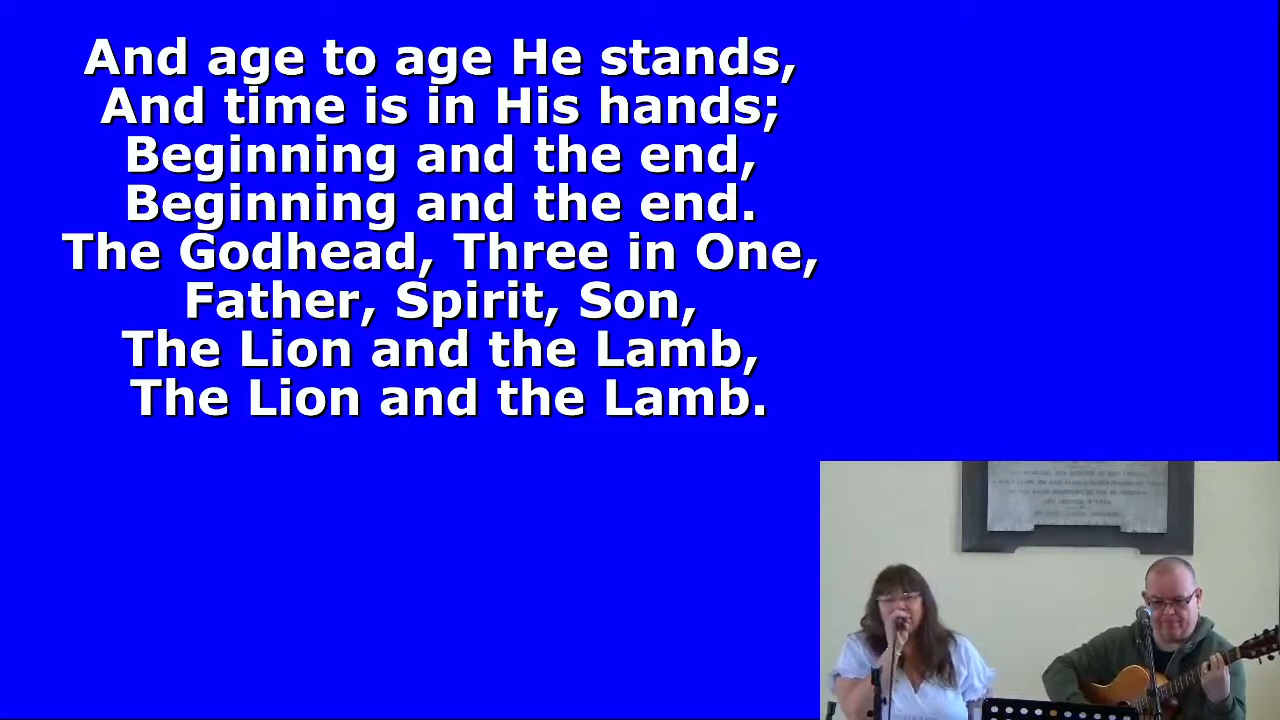 And age to age He stands,
And time is in His hands;
Beginning and the end,
Beginning and the end.
The Godhead, Three in One,
Father, Spirit, Son,
The Lion and the Lamb,
The Lion and the Lamb.